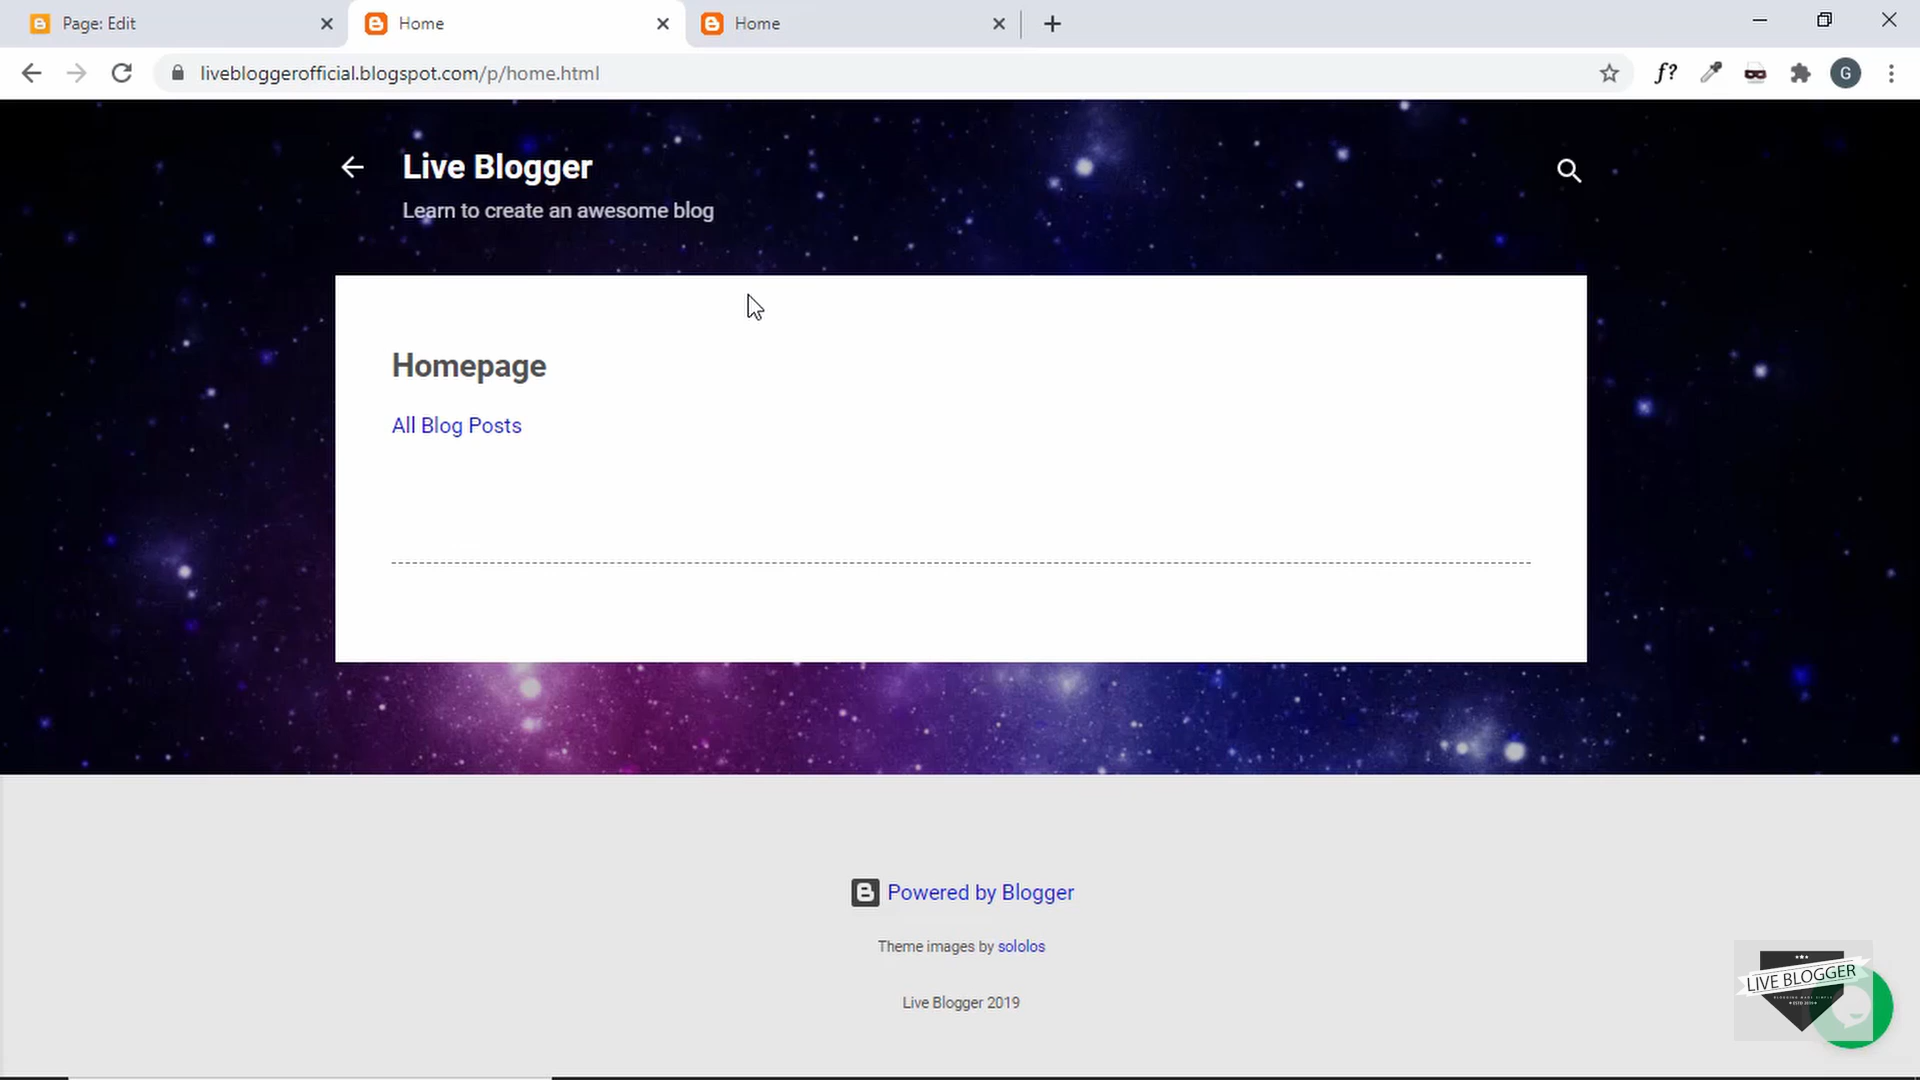 Page: Edit
Home
Home
livebloggerofficial.blogspot.com/p/home.html
f?
G
Live Blogger
Learn to create an awesome blog
Homepage
All Blog Posts
Powered by Blogger
Theme images by sololos
Live Blogger 2019
LIVE BLOGGER